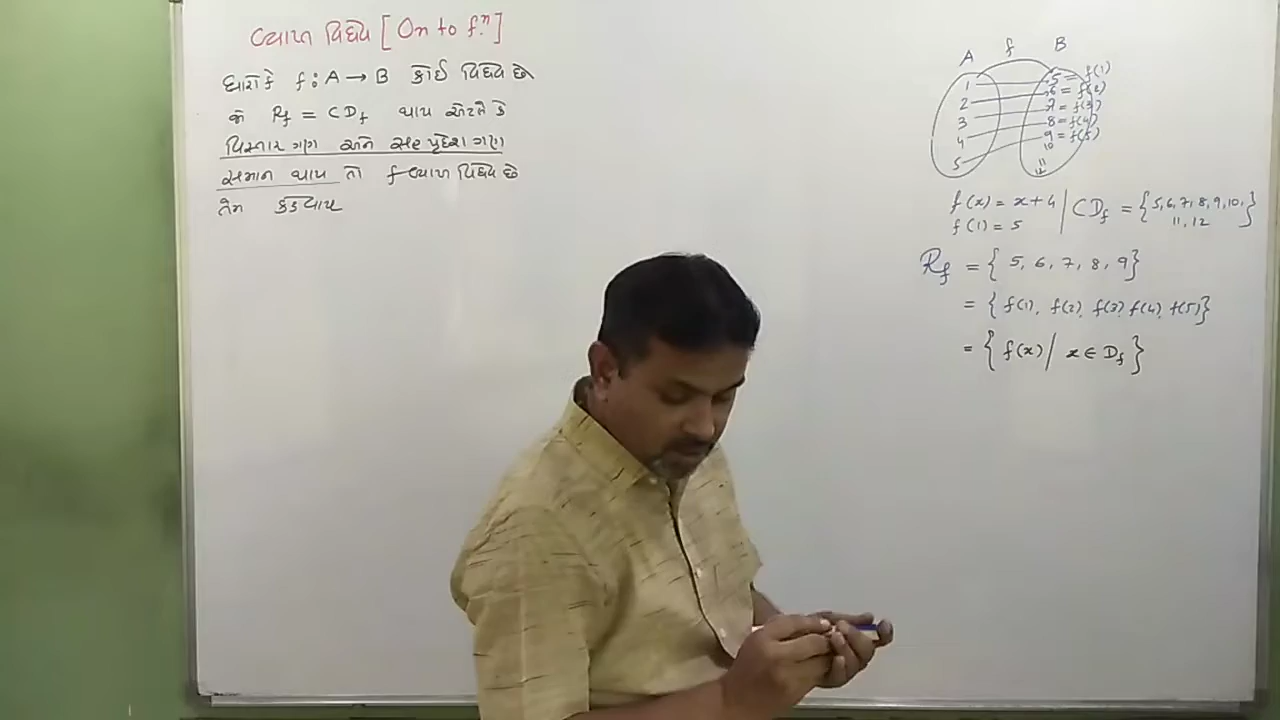 વ્યાપ્ત વિધેય [ On to fⁿ. ]
ધારોકે f : A → B કોઈ વિધેય છે
જો R_f = CD_f થાય એટલે કે
વિસ્તાર ગણ અને સહ પ્રદેશ ગણ
સમાન થાય તો f વ્યાપ્ત વિધેય છે
તેમ કહેવાય
A f B
1 5 = f(1)
2 6 = f(2)
3 7 = f(3)
4 8 = f(4)
5 9 = f(5)
10
11
12
f(x) = x + 4 | CD_f = { 5, 6, 7, 8, 9, 10,
f(1) = 5 11, 12 }
R_f = { 5, 6, 7, 8, 9 }
= { f(1), f(2), f(3), f(4), f(5) }
= { f(x) / x ∈ D_f }